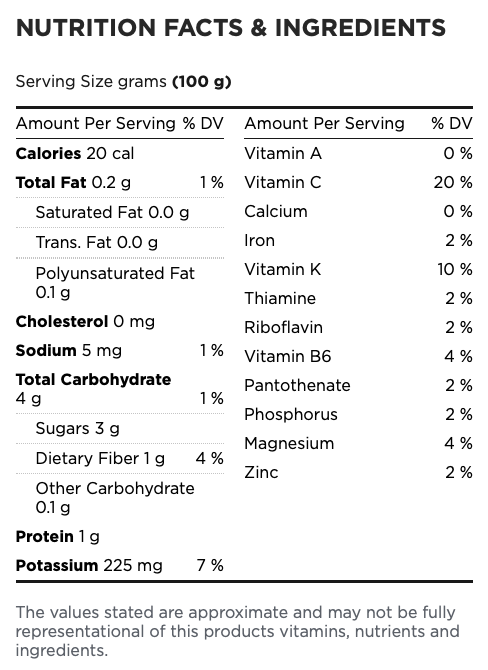 NUTRITION FACTS & INGREDIENTS
Serving Size grams (100 g)
Amount Per Serving % DV
Calories 20 cal
Total Fat 0.2 g 1 %
Saturated Fat 0.0 g
Trans. Fat 0.0 g
Polyunsaturated Fat
0.1 g
Cholesterol 0 mg
Sodium 5 mg 1 %
Total Carbohydrate
4 g 1 %
Sugars 3 g
Dietary Fiber 1 g 4 %
Other Carbohydrate
0.1 g
Protein 1 g
Potassium 225 mg 7 %
Amount Per Serving % DV
Vitamin A 0 %
Vitamin C 20 %
Calcium 0 %
Iron 2 %
Vitamin K 10 %
Thiamine 2 %
Riboflavin 2 %
Vitamin B6 4 %
Pantothenate 2 %
Phosphorus 2 %
Magnesium 4 %
Zinc 2 %
The values stated are approximate and may not be fully
representational of this products vitamins, nutrients and
ingredients.